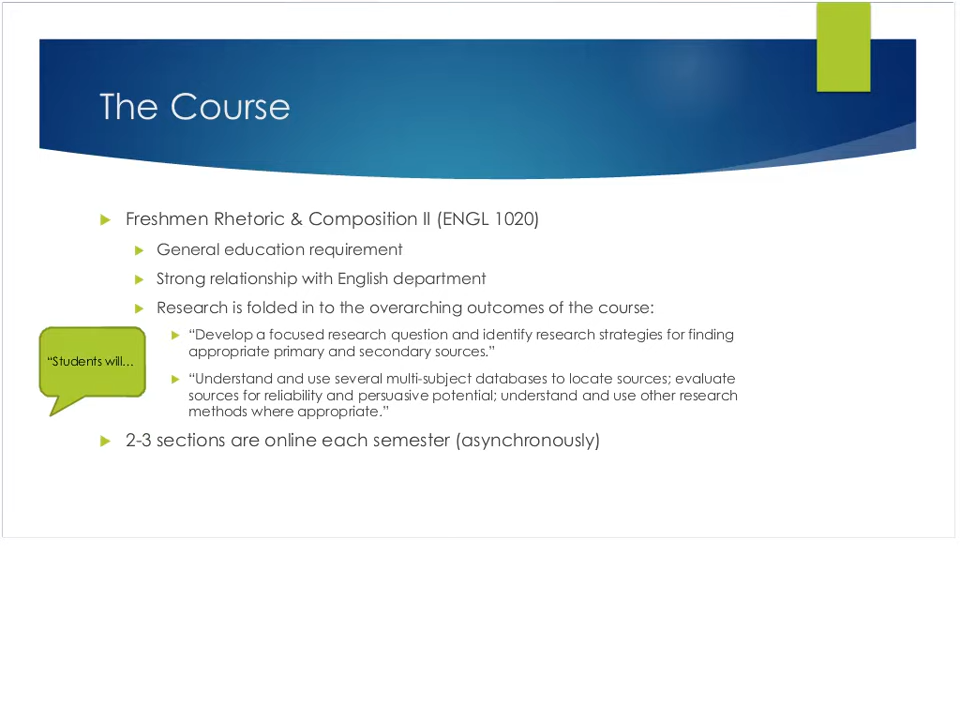 The Course
Freshmen Rhetoric & Composition II (ENGL 1020)
General education requirement
Strong relationship with English department
Research is folded in to the overarching outcomes of the course:
“Students will…
“Develop a focused research question and identify research strategies for finding
appropriate primary and secondary sources.”
“Understand and use several multi-subject databases to locate sources; evaluate
sources for reliability and persuasive potential; understand and use other research
methods where appropriate.”
2-3 sections are online each semester (asynchronously)